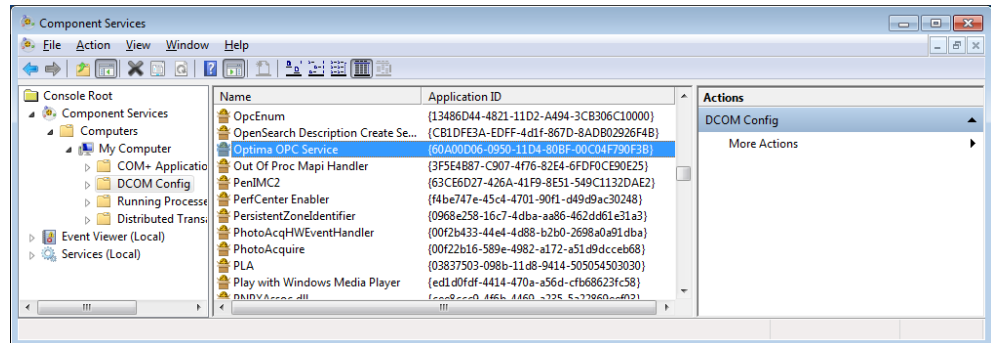 Component Services
File Action View Window Help
Console Root
Component Services
Computers
My Computer
COM+ Applicatio
DCOM Config
Running Processe
Distributed Transa
Event Viewer (Local)
Services (Local)
Name Application ID
OpcEnum {13486D44-4821-11D2-A494-3CB306C10000}
OpenSearch Description Create Se... {CB1DFE3A-EDFF-4d1f-867D-8ADB02926F4B}
Optima OPC Service {60A00D06-0950-11D4-80BF-00C04F790F3B}
Out Of Proc Mapi Handler {3F5E4B87-C907-4f76-82E4-6FDF0CE90E25}
PenIMC2 {63CE6D27-426A-41F9-8E51-549C1132DAE2}
PerfCenter Enabler {f4be747e-45c4-4701-90f1-d49d9ac30248}
PersistentZoneIdentifier {0968e258-16c7-4dba-aa86-462dd61e31a3}
PhotoAcqHWEventHandler {00f2b433-44e4-4d88-b2b0-2698a0a91dba}
PhotoAcquire {00f22b16-589e-4982-a172-a51d9dcceb68}
PLA {03837503-098b-11d8-9414-505054503030}
Play with Windows Media Player {ed1d0fdf-4414-470a-a56d-cfb68623fc58}
Actions
DCOM Config
More Actions